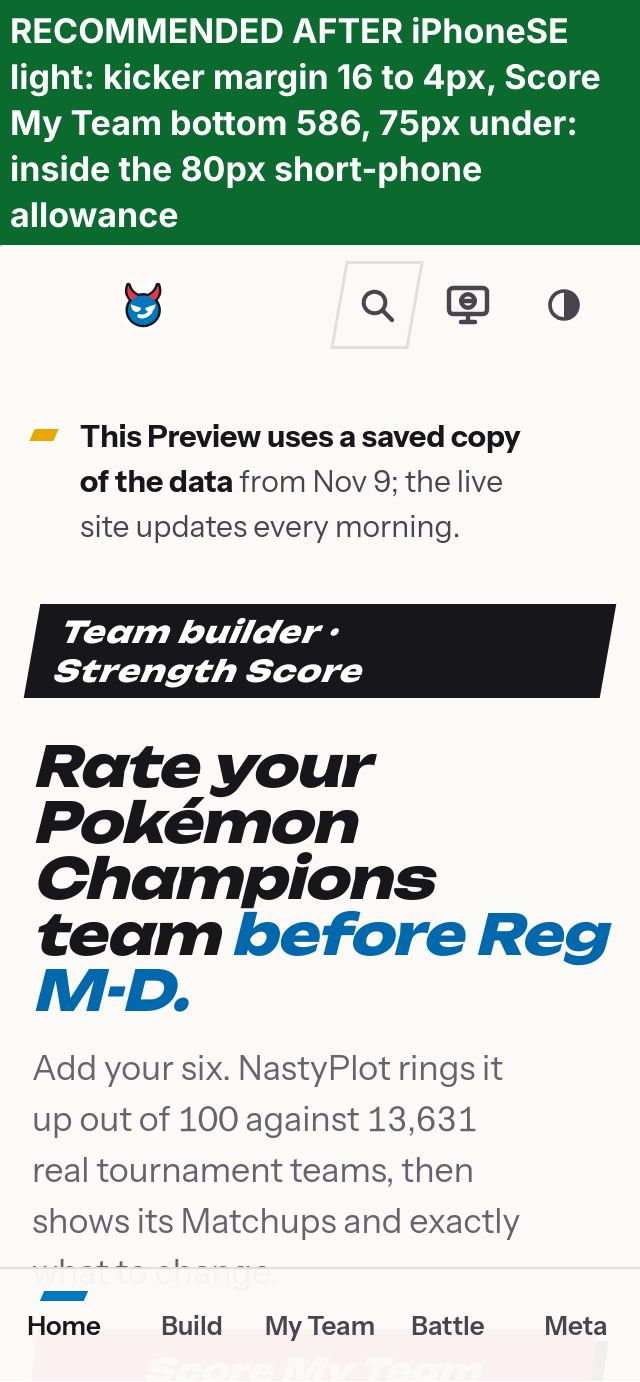 RECOMMENDED AFTER iPhoneSE
light: kicker margin 16 to 4px, Score
My Team bottom 586, 75px under:
inside the 80px short-phone
allowance
This Preview uses a saved copy
of the data from Nov 9; the live
site updates every morning.
Team builder ·
Strength Score
Rate your
Pokémon
Champions
team before Reg
M-D.
Add your six. NastyPlot rings it
up out of 100 against 13,631
real tournament teams, then
shows its Matchups and exactly
what to change.
Home Build My Team Battle Meta
Score My Team